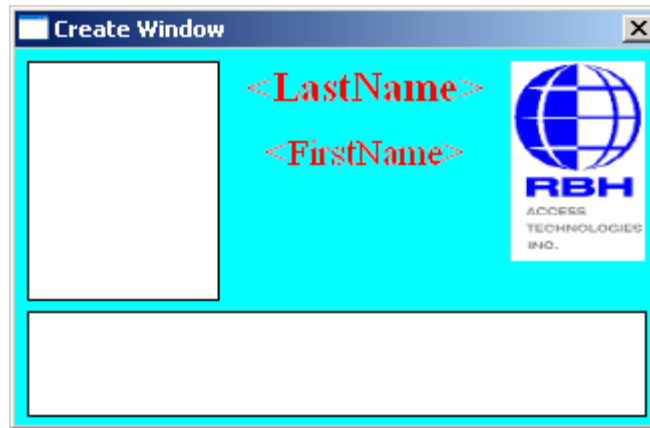 Create Window
<LastName>
<FirstName>
RBH
ACCESS
TECHNOLOGIES
INC.